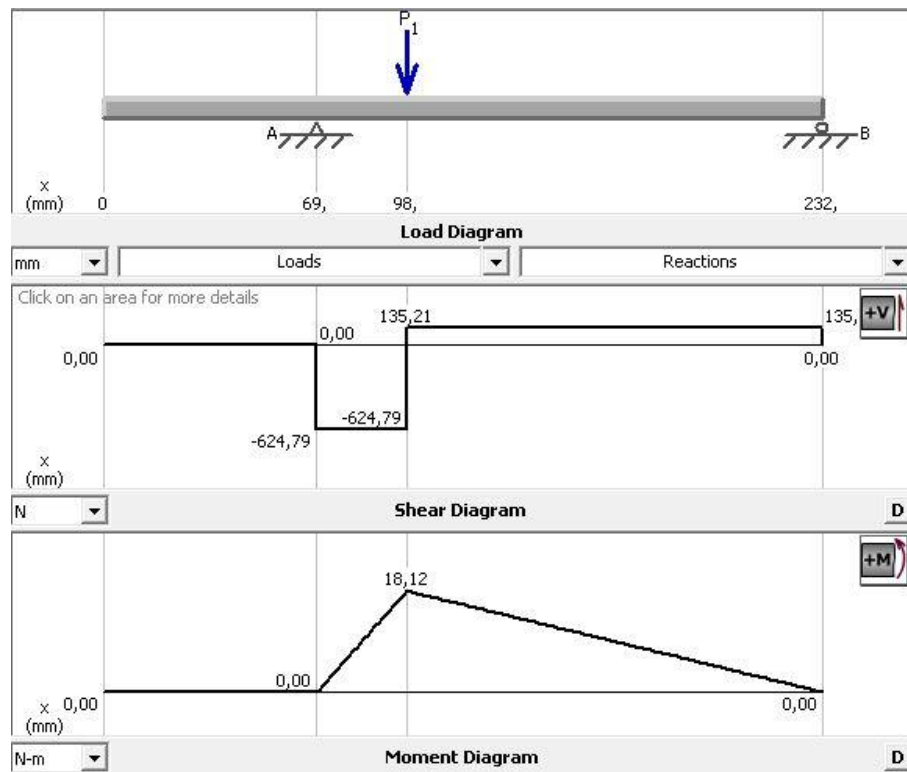 P1
A
B
x
(mm) 0 69, 98, 232,
Load Diagram
mm Loads Reactions
Click on an area for more details
+V
135,21 135,
0,00
0,00 0,00
-624,79
-624,79
x
(mm)
N Shear Diagram D
+M
18,12
0,00
x 0,00 0,00
(mm)
N-m Moment Diagram D